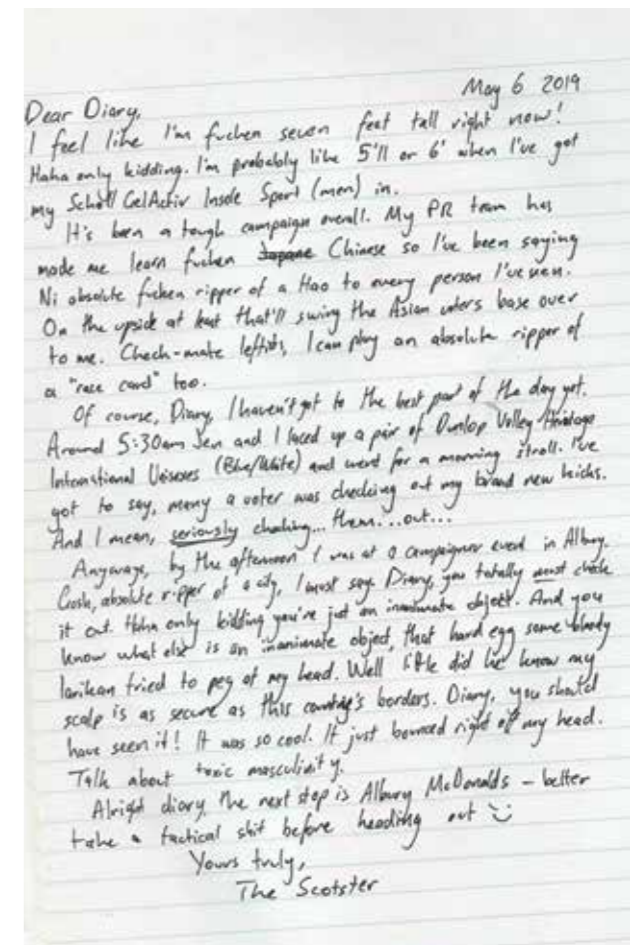 May 6 2019
Dear Diary,
I feel like I'm fucken seven feet tall right now!
Haha only kidding. I'm probably like 5'11 or 6' when I've got
my Scholl GelActiv Insole Sport (men) in.
It's been a tough campaign overall. My PR team has
made me learn fucken Japane Chinese so I've been saying
Ni absolute fucken ripper of a Hao to every person I've seen.
On the upside at least that'll swing the Asian voters base over
to me. Check-mate leftists, I can play an absolute ripper of
a "race card" too.
Of course, Diary, I haven't got to the best part of the day yet.
Around 5:30am Jen and I laced up a pair of Dunlop Volley Heritage
International Unisexes (Blue/White) and went for a morning stroll. I've
got to say, many a voter was checking out my brand new kicks.
And I mean, seriously checking... them... out...
Anyways, by the afternoon I was at a campaigner event in Albury.
Gosh, absolute ripper of a city, I must say. Diary, you totally must check
it out. Haha only kidding you're just an inanimate object. And you
know what else is an inanimate object, that hard egg some bloody
larikan tried to peg at my head. Well little did he know my
scalp is as secure as this country's borders. Diary, you should
have seen it! It was so cool. It just bounced right off my head.
Talk about toxic masculinity.
Alright diary, the next stop is Albury McDonalds – better
take a tactical shit before heading out
Yours truly,
The Scotster